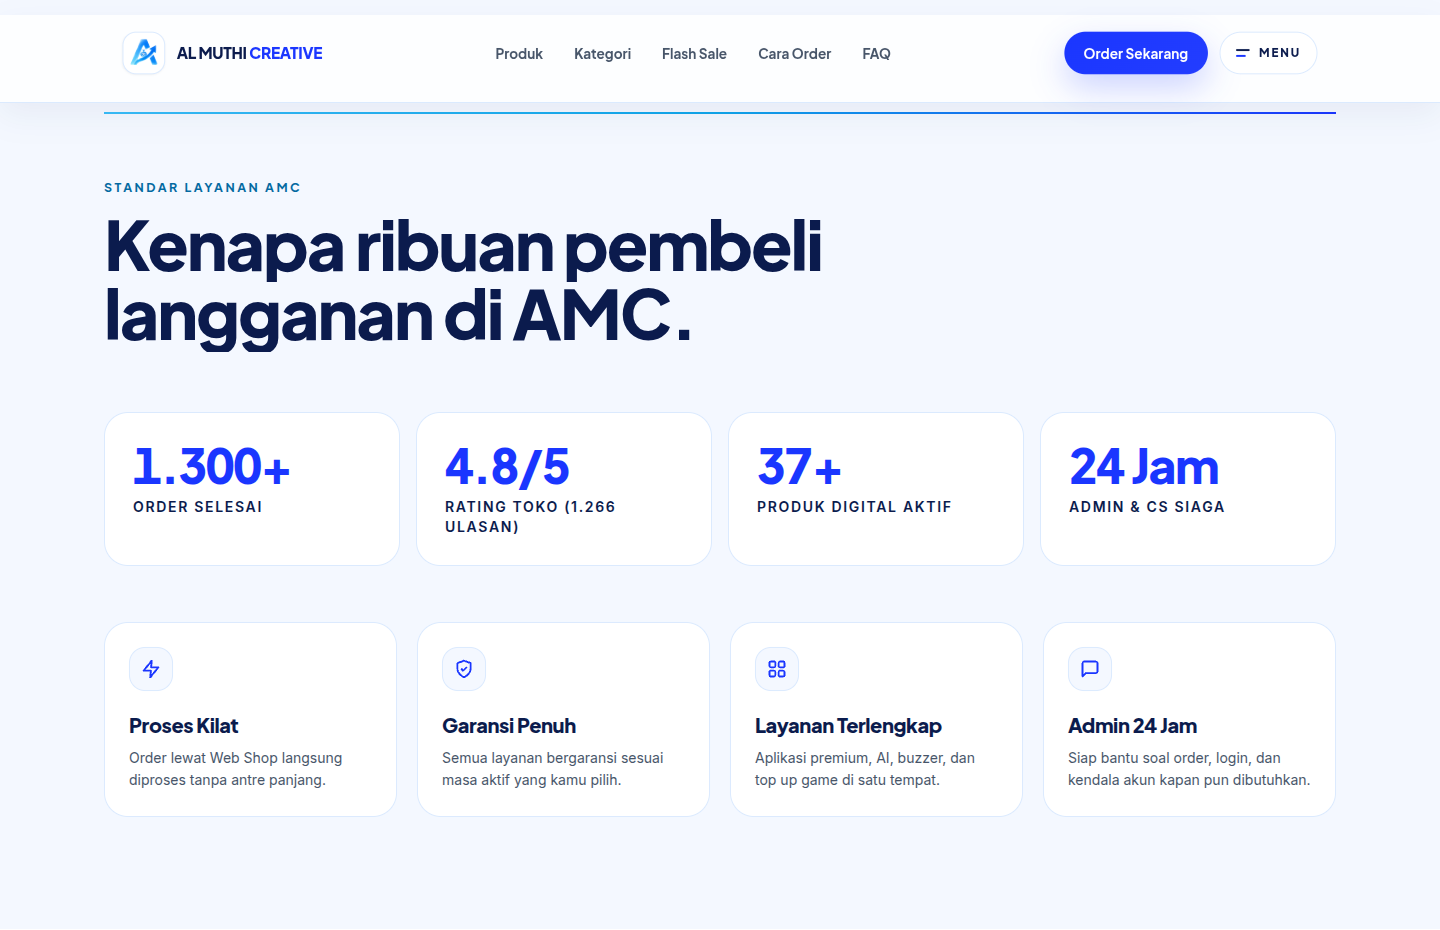 AL MUTHI CREATIVE
Produk
Kategori
Flash Sale
Cara Order
FAQ
Order Sekarang
MENU
STANDAR LAYANAN AMC
Kenapa ribuan pembeli
langganan di AMC.
1.300+
ORDER SELESAI
4.8/5
RATING TOKO (1.266
ULASAN)
37+
PRODUK DIGITAL AKTIF
24 Jam
ADMIN & CS SIAGA
Proses Kilat
Order lewat Web Shop langsung
diproses tanpa antre panjang.
Garansi Penuh
Semua layanan bergaransi sesuai
masa aktif yang kamu pilih.
Layanan Terlengkap
Aplikasi premium, AI, buzzer, dan
top up game di satu tempat.
Admin 24 Jam
Siap bantu soal order, login, dan
kendala akun kapan pun dibutuhkan.